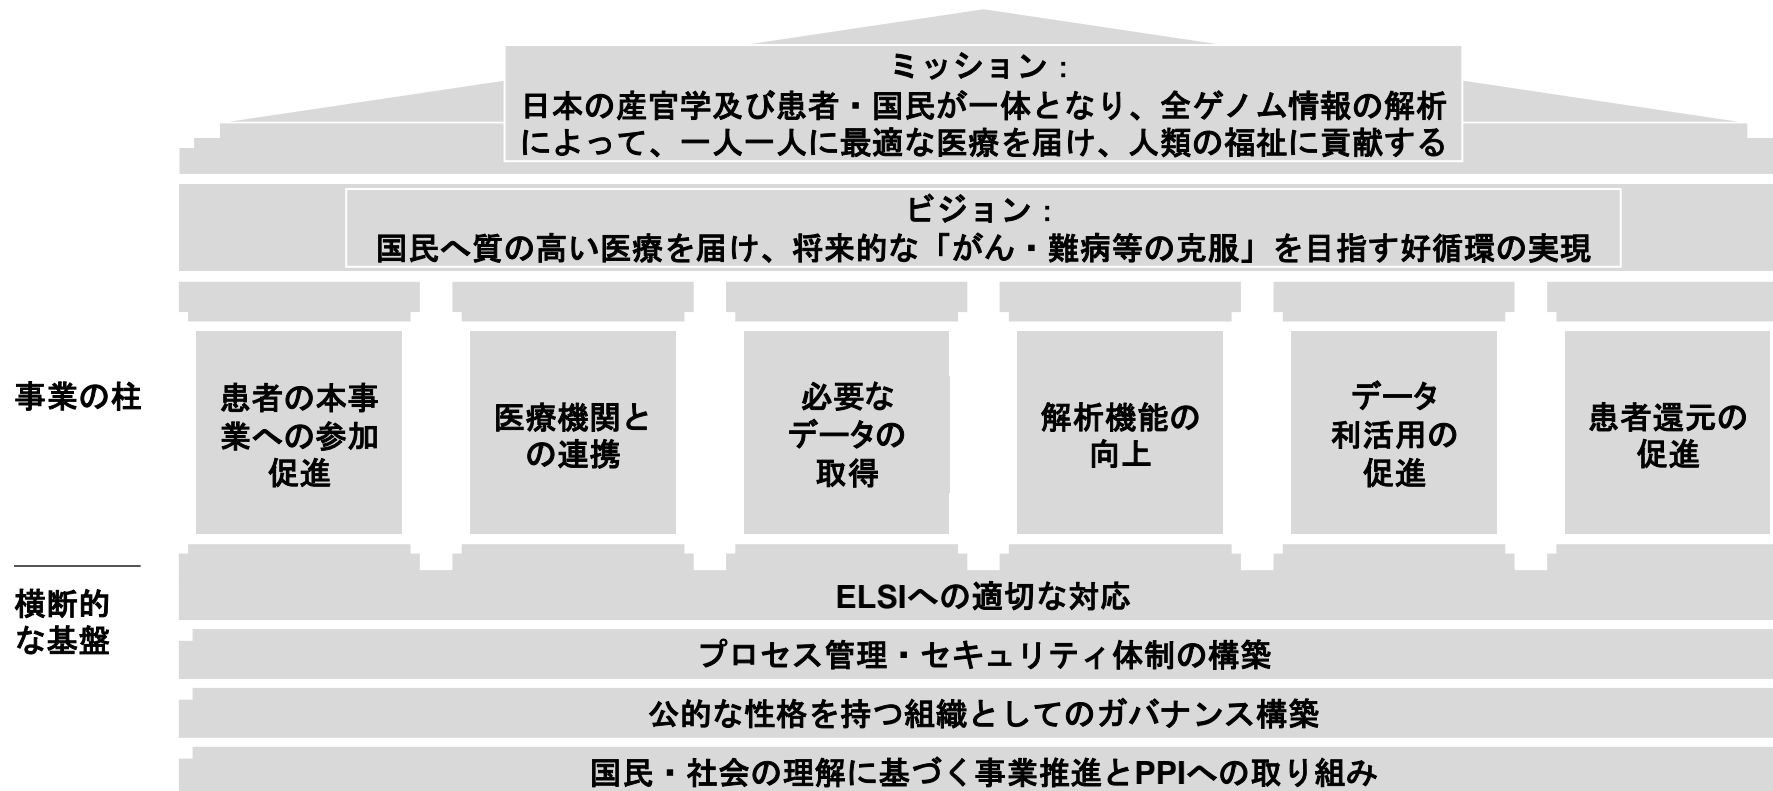 ミッション：
日本の産官学及び患者・国民が一体となり、全ゲノム情報の解析
によって、一人一人に最適な医療を届け、人類の福祉に貢献する
ビジョン：
国民へ質の高い医療を届け、将来的な「がん・難病等の克服」を目指す好循環の実現
事業の柱
患者の本事
業への参加
促進
医療機関と
の連携
必要な
データの
取得
解析機能の
向上
データ
利活用の
促進
患者還元の
促進
横断的
な基盤
ELSIへの適切な対応
プロセス管理・セキュリティ体制の構築
公的な性格を持つ組織としてのガバナンス構築
国民・社会の理解に基づく事業推進とPPIへの取り組み